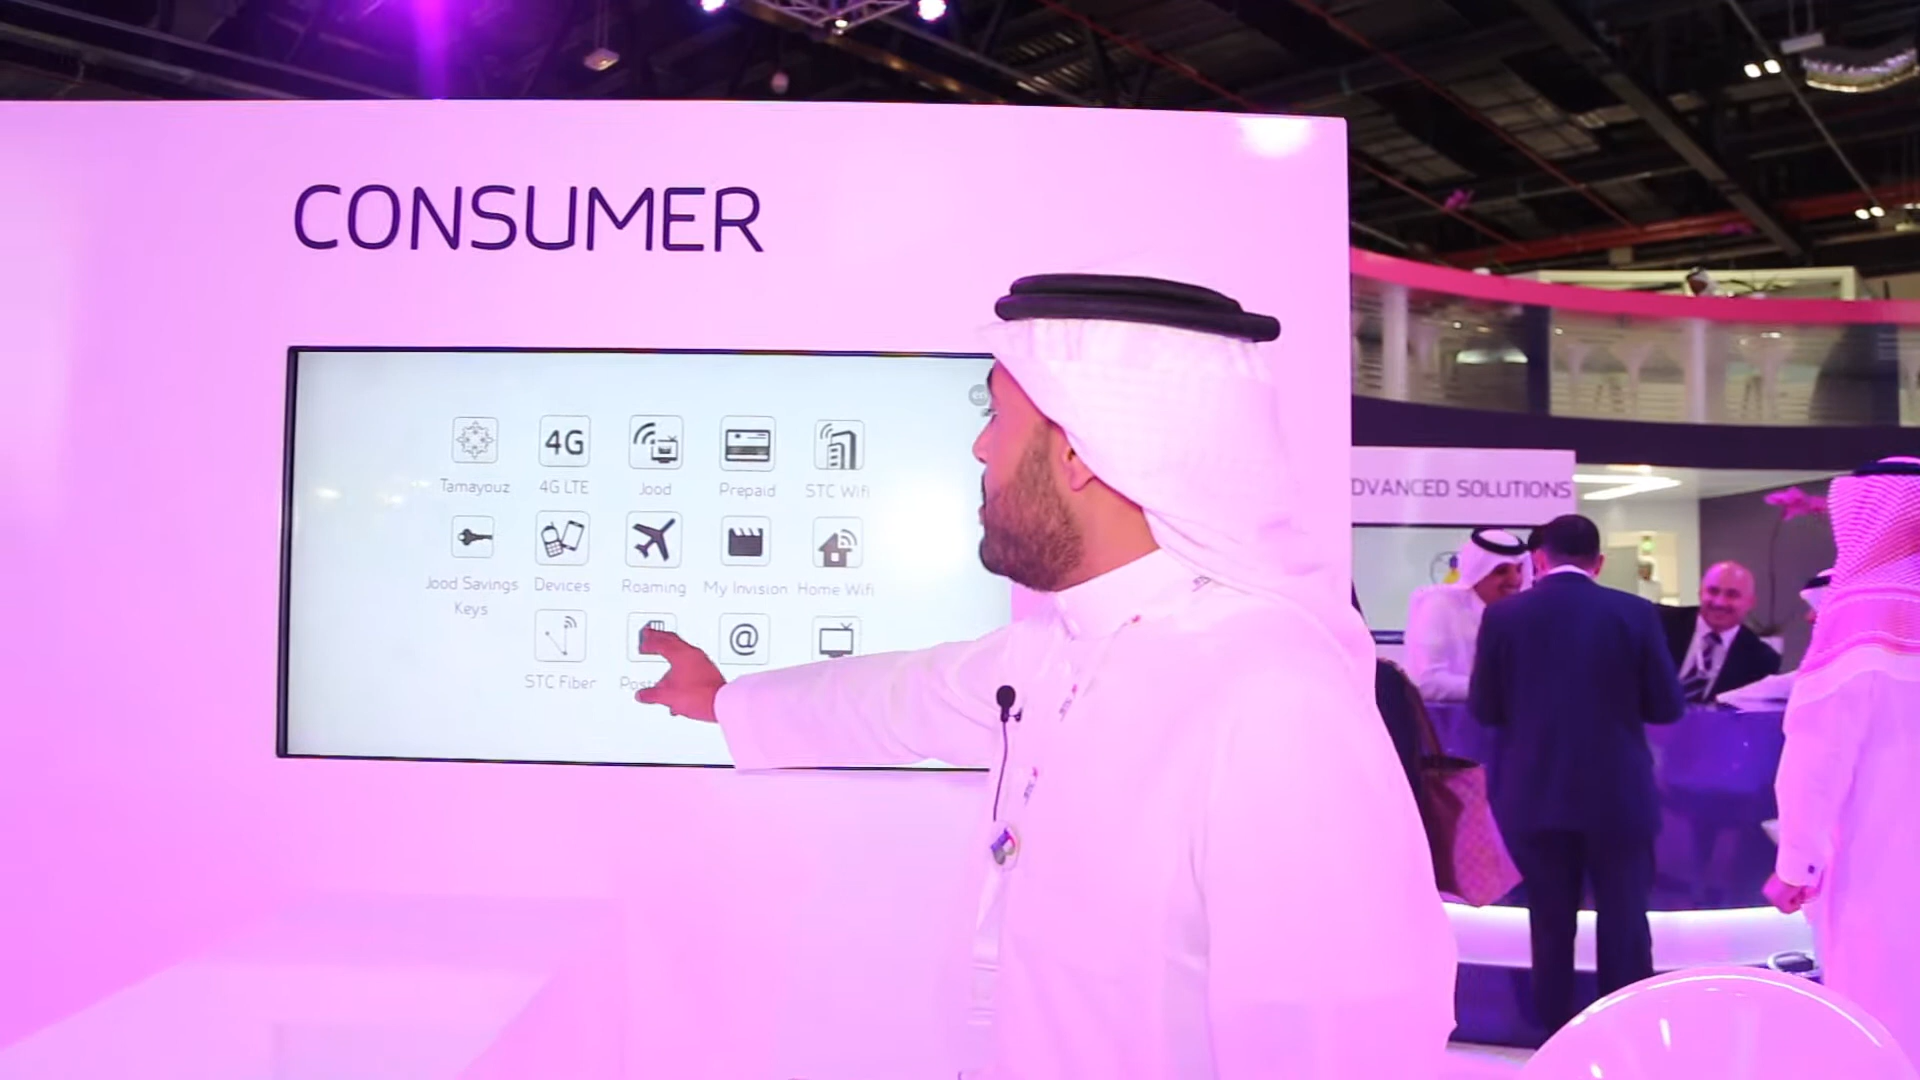 CONSUMER
en
4G
Tamayouz 4G LTE Jood Prepaid STC Wifi
Jood Savings Keys Devices Roaming My Invision Home Wifi
@
STC Fiber
DVANCED SOLUTIONS